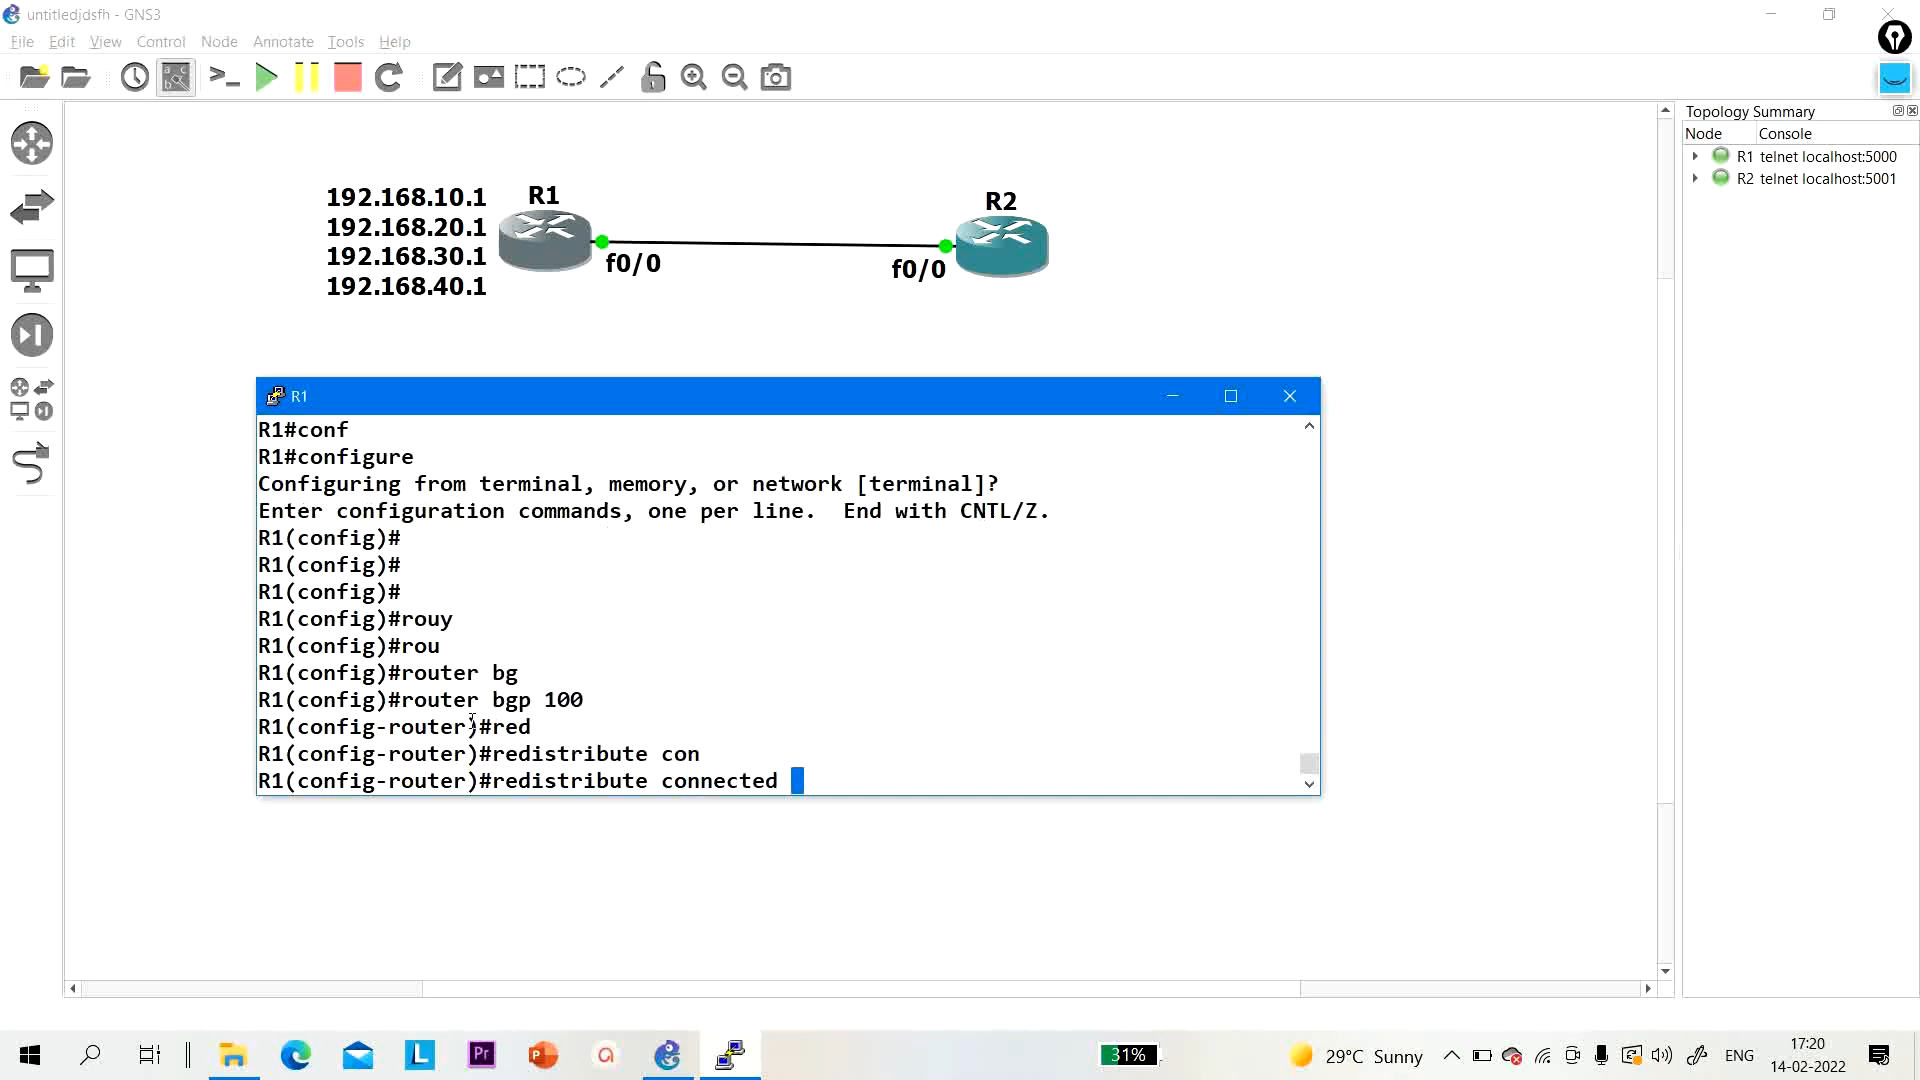 untitledjdsfh - GNS3
File Edit View Control Node Annotate Tools Help
Topology Summary
Node Console
R1 telnet localhost:5000
R2 telnet localhost:5001
192.168.10.1
192.168.20.1
192.168.30.1
192.168.40.1
R1
f0/0
R2
f0/0
R1
R1#conf
R1#configure
Configuring from terminal, memory, or network [terminal]?
Enter configuration commands, one per line.  End with CNTL/Z.
R1(config)#
R1(config)#
R1(config)#
R1(config)#rouy
R1(config)#rou
R1(config)#router bg
R1(config)#router bgp 100
R1(config-router)#red
R1(config-router)#redistribute con
R1(config-router)#redistribute connected
L
Pr
P
a
31%
29°C Sunny
ENG
17:20
14-02-2022